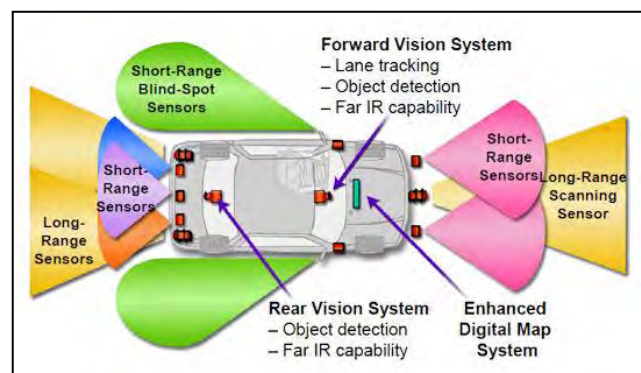 Forward Vision System
– Lane tracking
– Object detection
– Far IR capability
Short-Range
Blind-Spot
Sensors
Short-
Range
Sensors
Long-
Range
Sensors
Short-
Range
Sensors
Long-Range
Scanning
Sensor
Rear Vision System
– Object detection
– Far IR capability
Enhanced
Digital Map
System